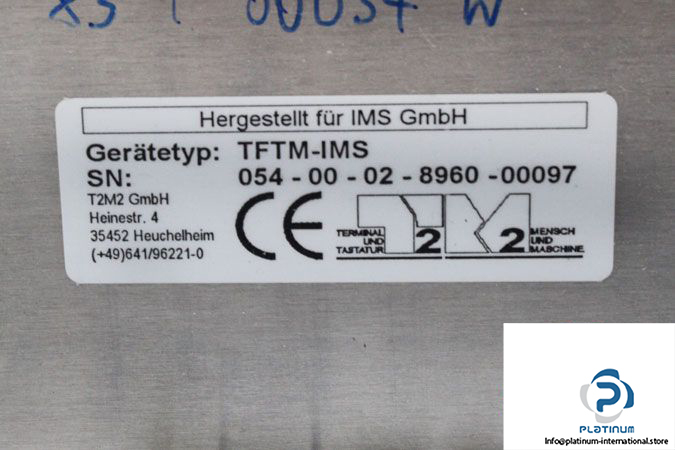 Hergestellt für IMS GmbH
Gerätetyp: TFTM-IMS
SN: 054 - 00 - 02 - 8960 -00097
T2M2 GmbH
Heinestr. 4
35452 Heuchelheim
(+49)641/96221-0
CE
TERMINAL
UND
TASTATUR
2
2
MENSCH
UND
MASCHINE
PLATINUM
Info@platinum-international.store